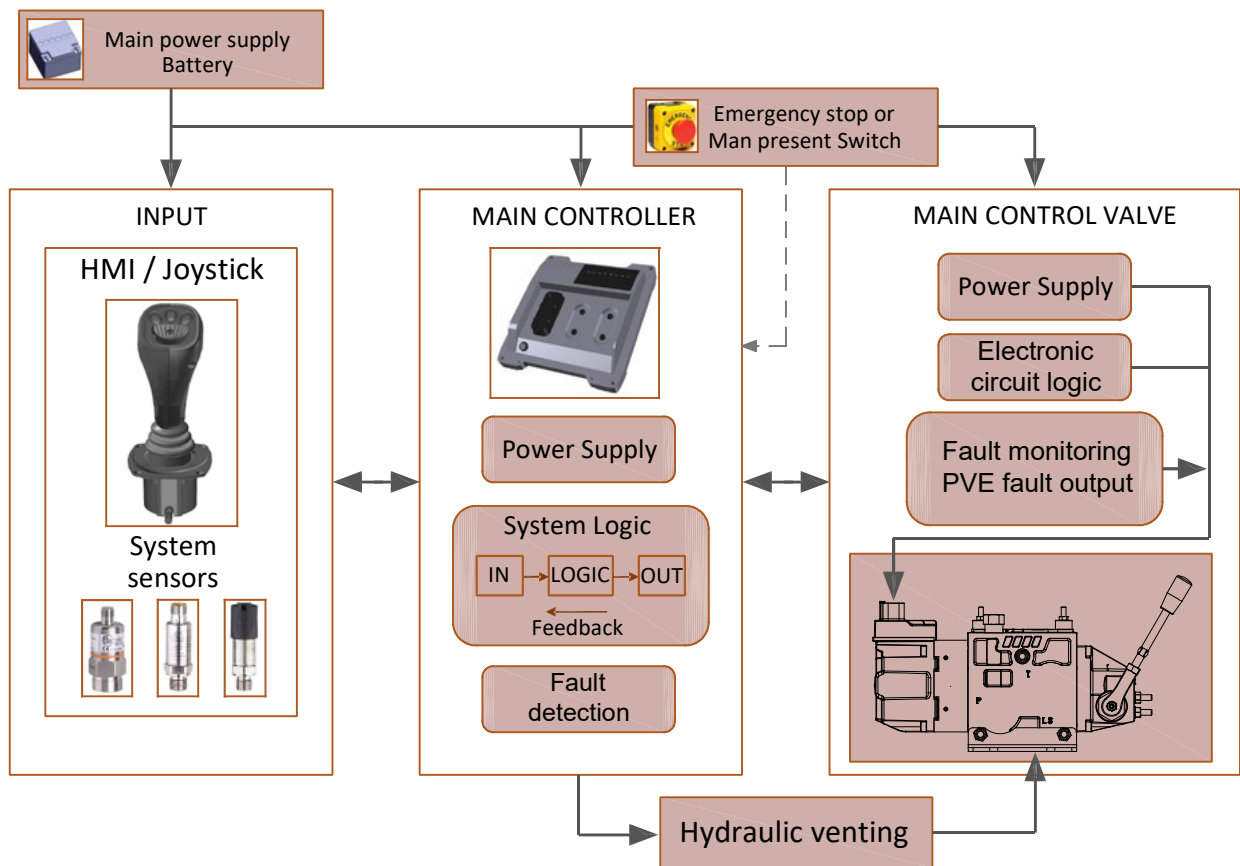 Main power supply
Battery
Emergency stop or
Man present Switch
INPUT
HMI / Joystick
System
sensors
MAIN CONTROLLER
Power Supply
System Logic
IN
LOGIC
OUT
Feedback
Fault
detection
MAIN CONTROL VALVE
Power Supply
Electronic
circuit logic
Fault monitoring
PVE fault output
T
P
LS
Hydraulic venting